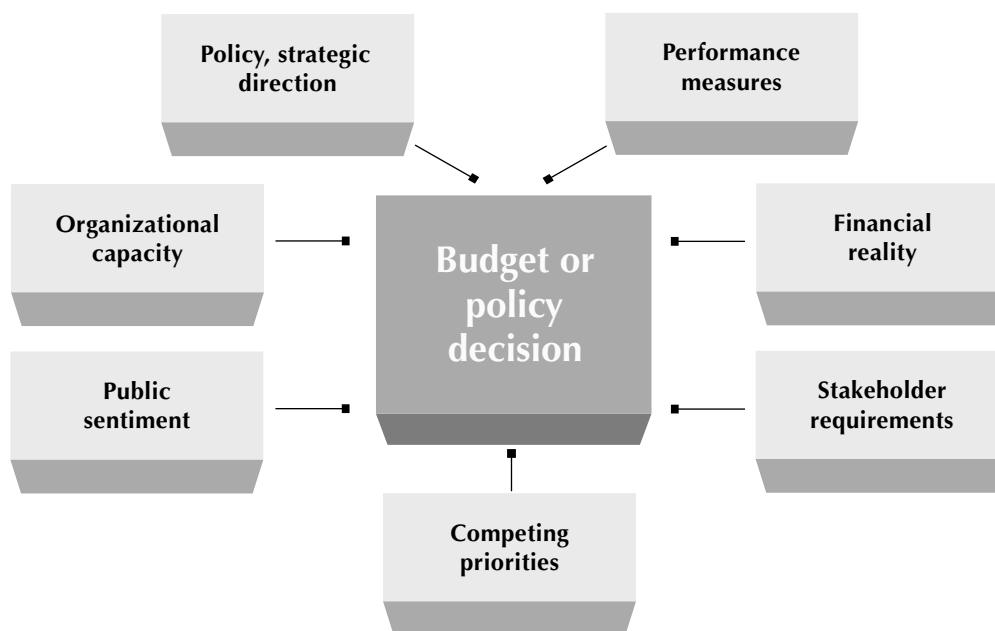 Policy, strategic
direction
Performance
measures
Organizational
capacity
Budget or
policy
decision
Financial
reality
Public
sentiment
Stakeholder
requirements
Competing
priorities